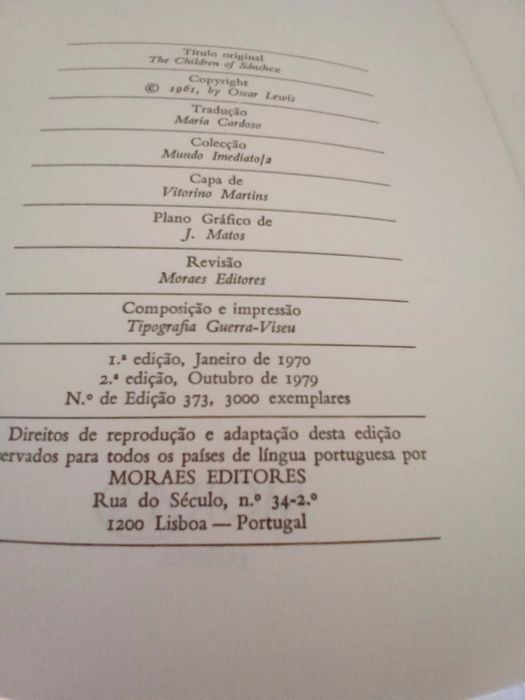 Título original
The Children of Sánchez
Copyright
© 1961, by Oscar Lewis
Tradução
Maria Cardoso
Colecção
Mundo Imediato/2
Capa de
Vitorino Martins
Plano Gráfico de
J. Matos
Revisão
Moraes Editores
Composição e impressão
Tipografia Guerra-Viseu
1.ª edição, Janeiro de 1970
2.ª edição, Outubro de 1979
N.º de Edição 373, 3000 exemplares
Direitos de reprodução e adaptação desta edição
ervados para todos os países de língua portuguesa por
MORAES EDITORES
Rua do Século, n.º 34-2.º
1200 Lisboa — Portugal